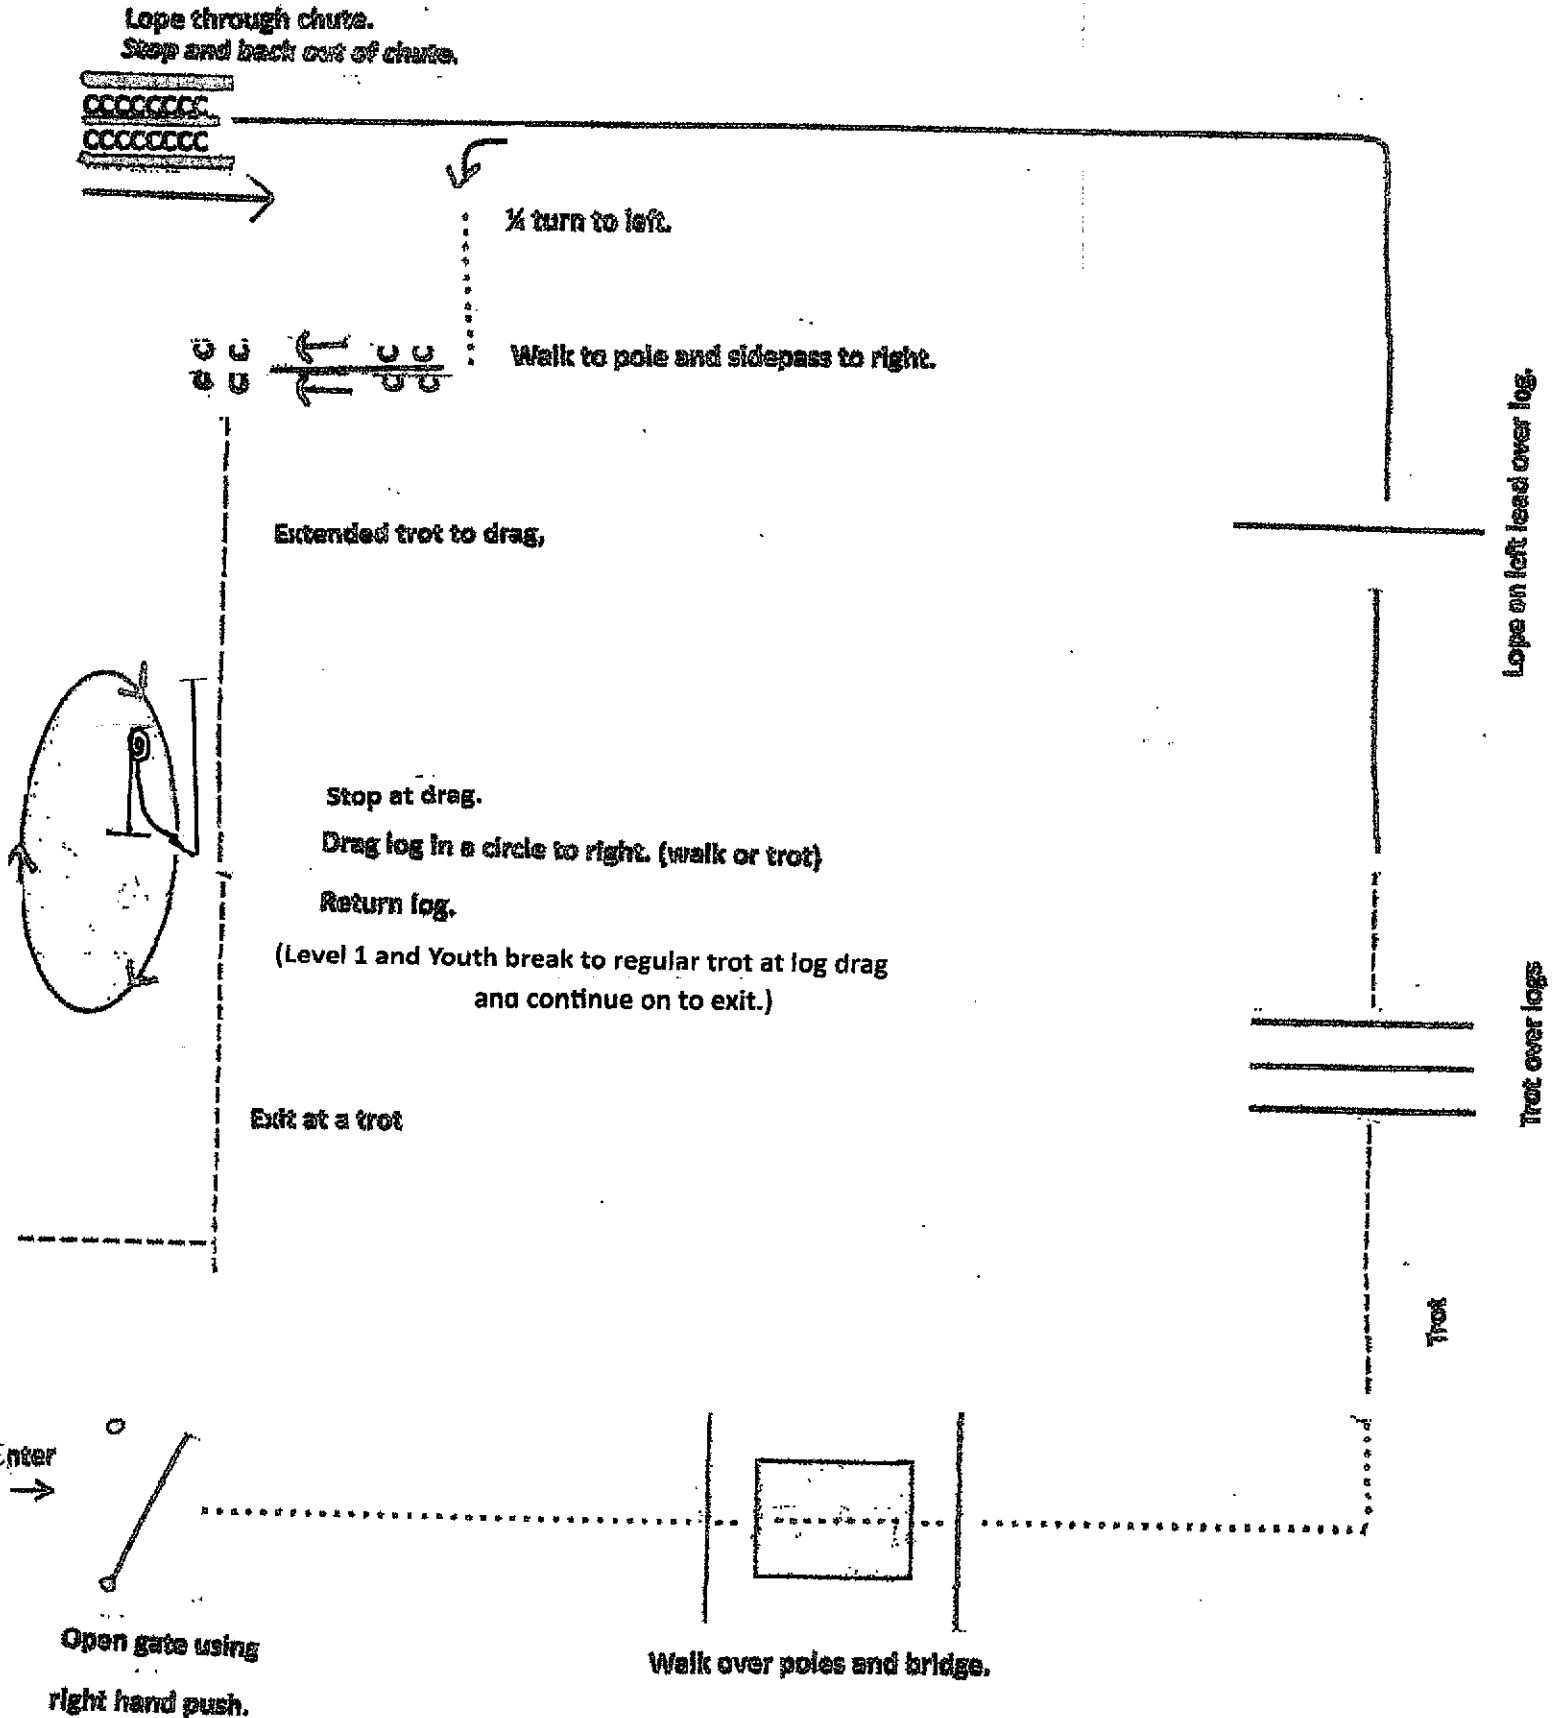 Lope through chute.
Stop and back out of chute.
CCCCCCCC
CCCCCCCC
¼ turn to left.
Walk to pole and sidepass to right.
Lope on left lead over log.
Extended trot to drag,
Stop at drag.
Drag log in a circle to right. (walk or trot)
Return log.
(Level 1 and Youth break to regular trot at log drag
and continue on to exit.)
Trot over logs
Exit at a trot
Trot
Enter
Open gate using
right hand push.
Walk over poles and bridge.